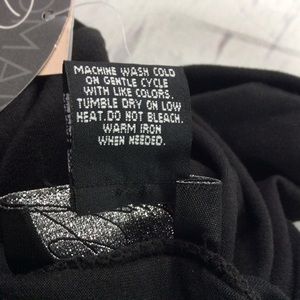 OMA
MACHINE WASH COLD
ON GENTLE CYCLE
WITH LIKE COLORS.
TUMBLE DRY ON LOW
HEAT.DO NOT BLEACH.
WARM IRON
WHEN NEEDED.